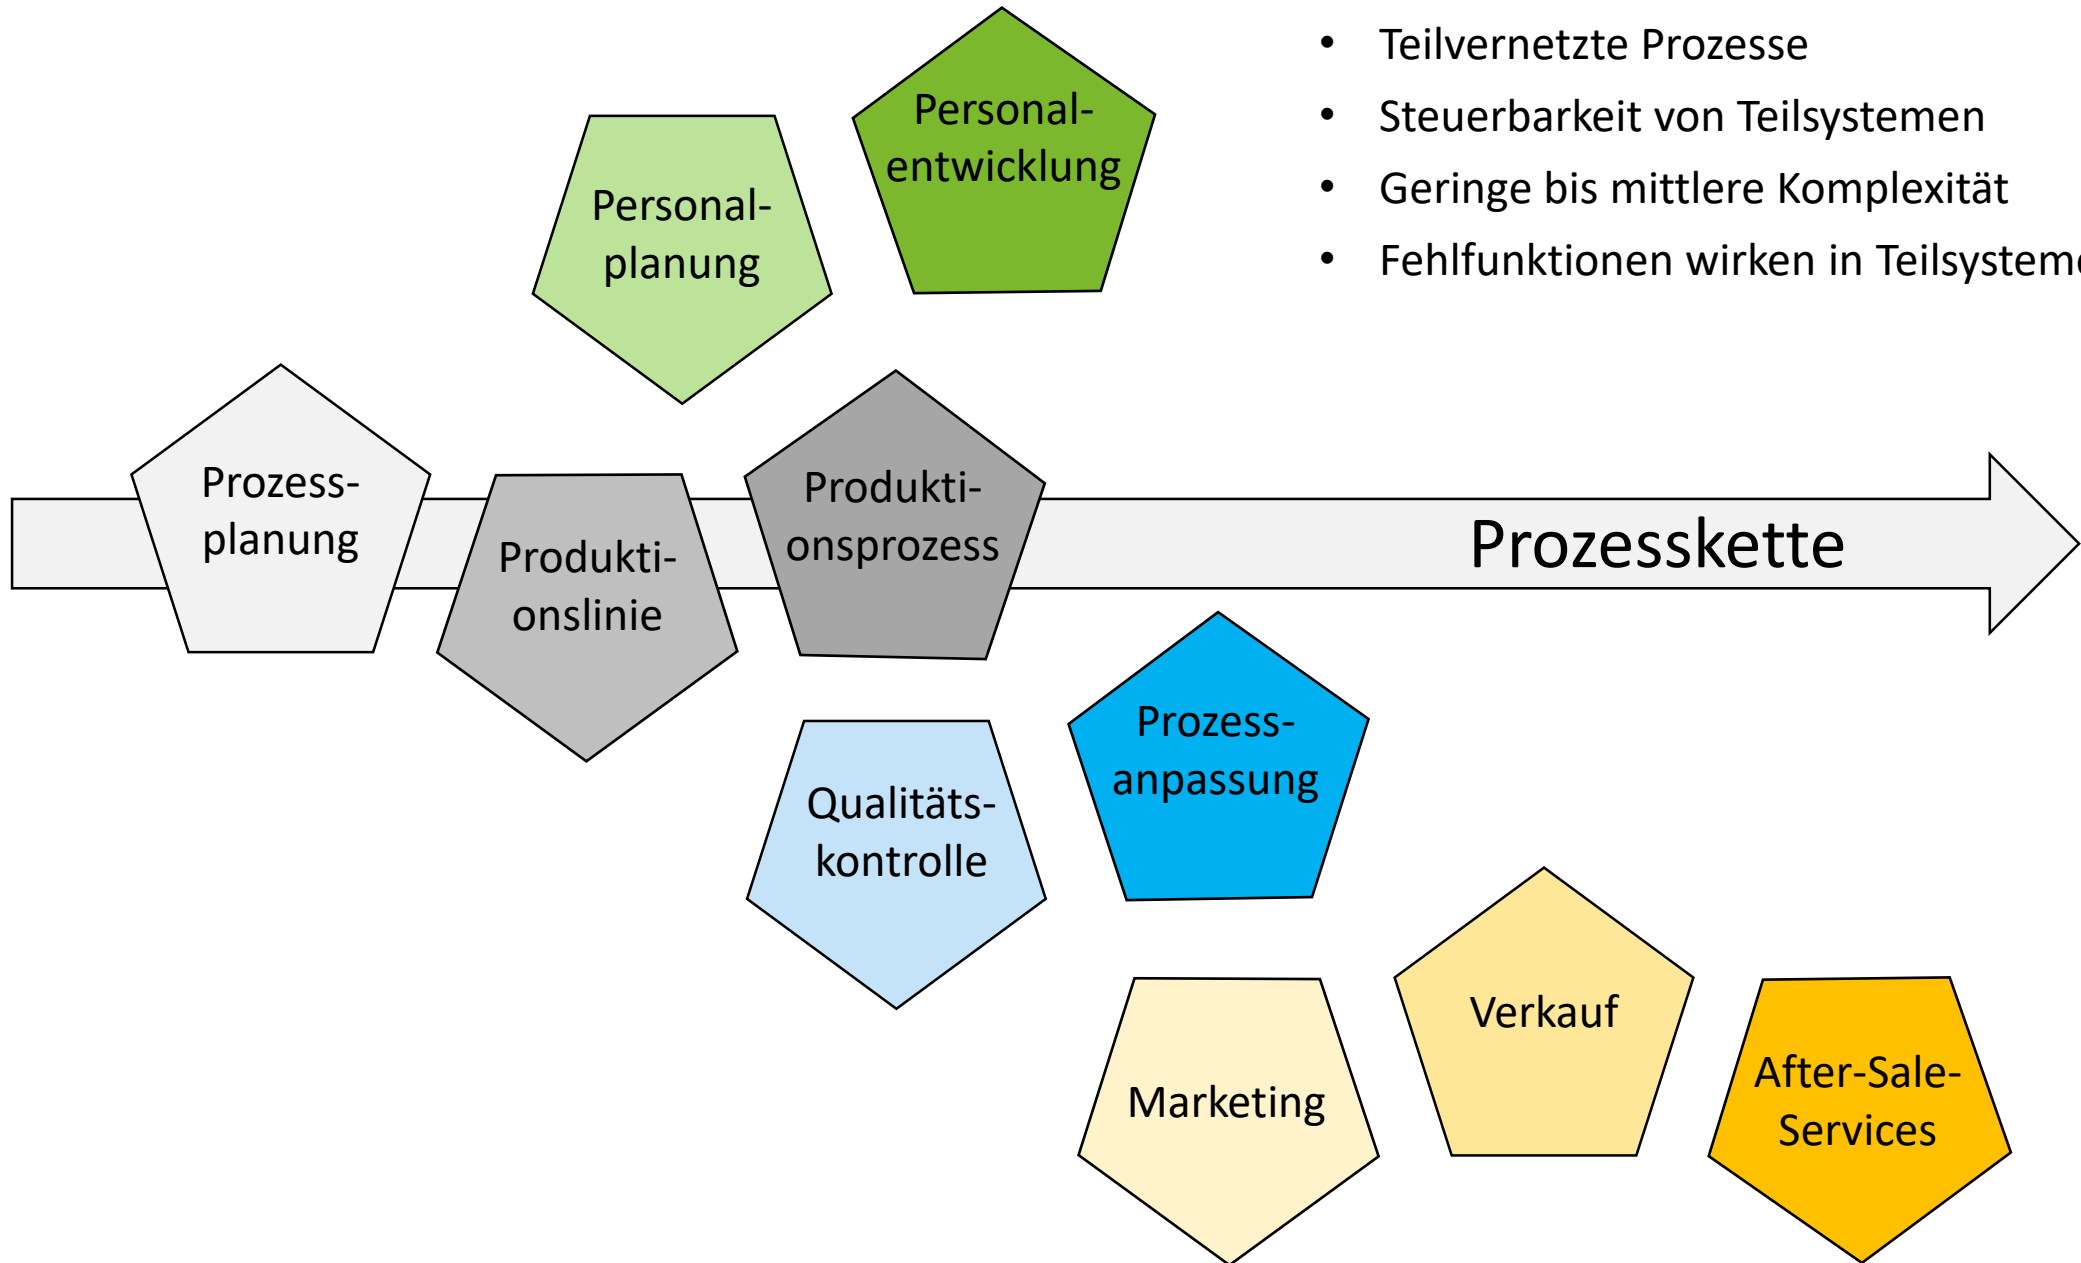 • Teilvernetzte Prozesse
• Steuerbarkeit von Teilsystemen
• Geringe bis mittlere Komplexität
• Fehlfunktionen wirken in Teilsysteme
Personal-
entwicklung
Personal-
planung
Prozess-
planung
Produkti-
onslinie
Produkti-
onsprozess
Prozesskette
Qualitäts-
kontrolle
Prozess-
anpassung
Marketing
Verkauf
After-Sale-
Services